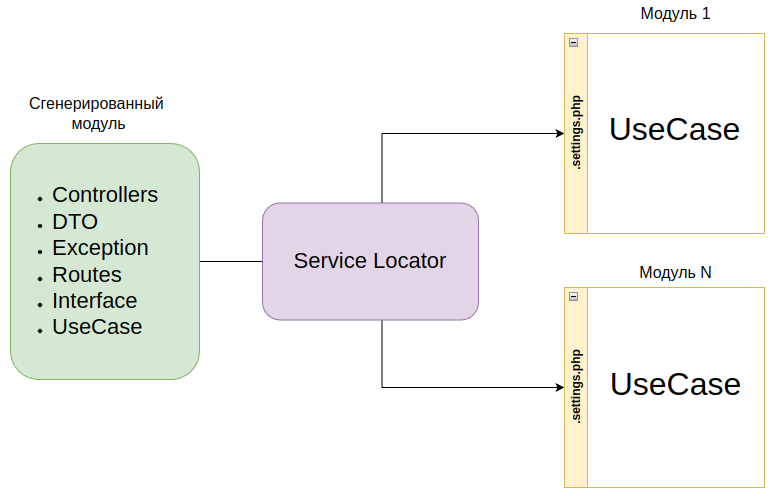 Сгенерированный
модуль
Controllers
DTO
Exception
Routes
Interface
UseCase
Service Locator
Модуль 1
.settings.php
UseCase
Модуль N
.settings.php
UseCase